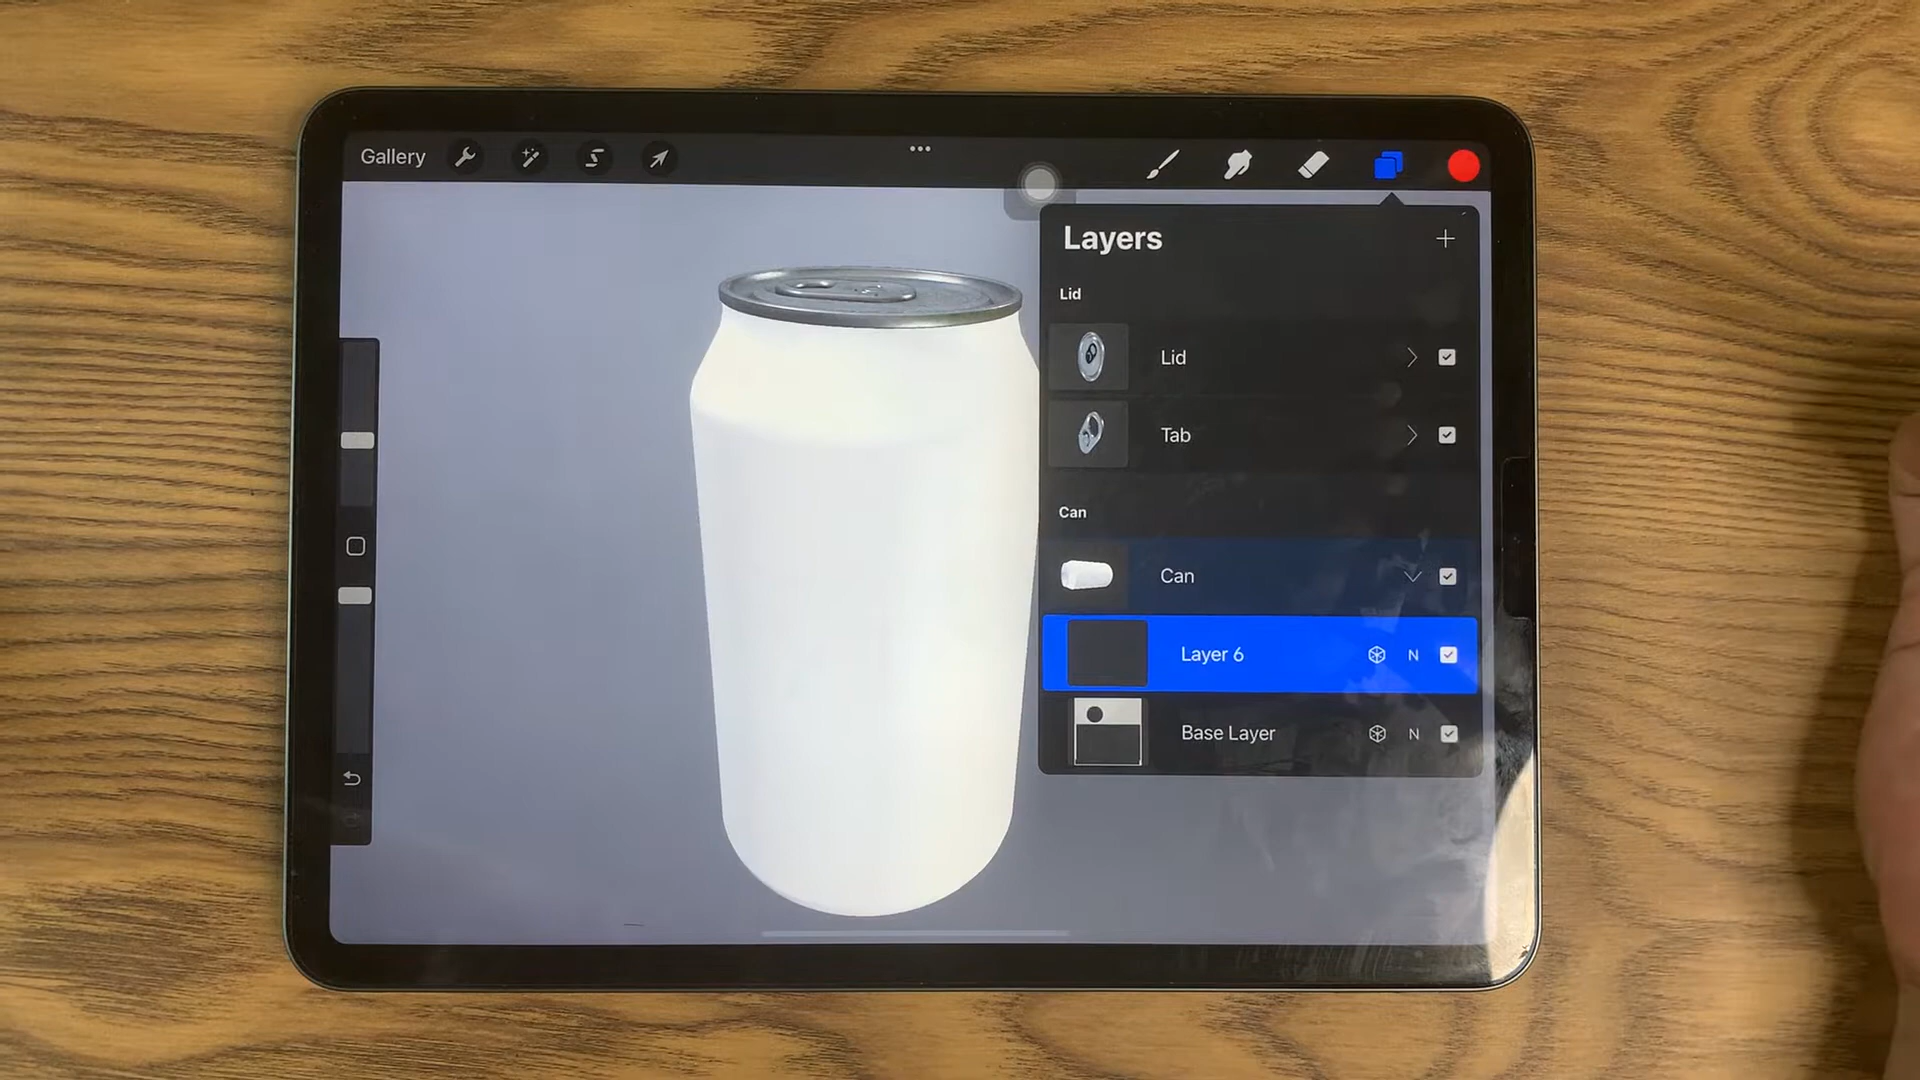 Gallery
Layers
Lid
Lid
Tab
Can
Can
Layer 6 N
Base Layer N